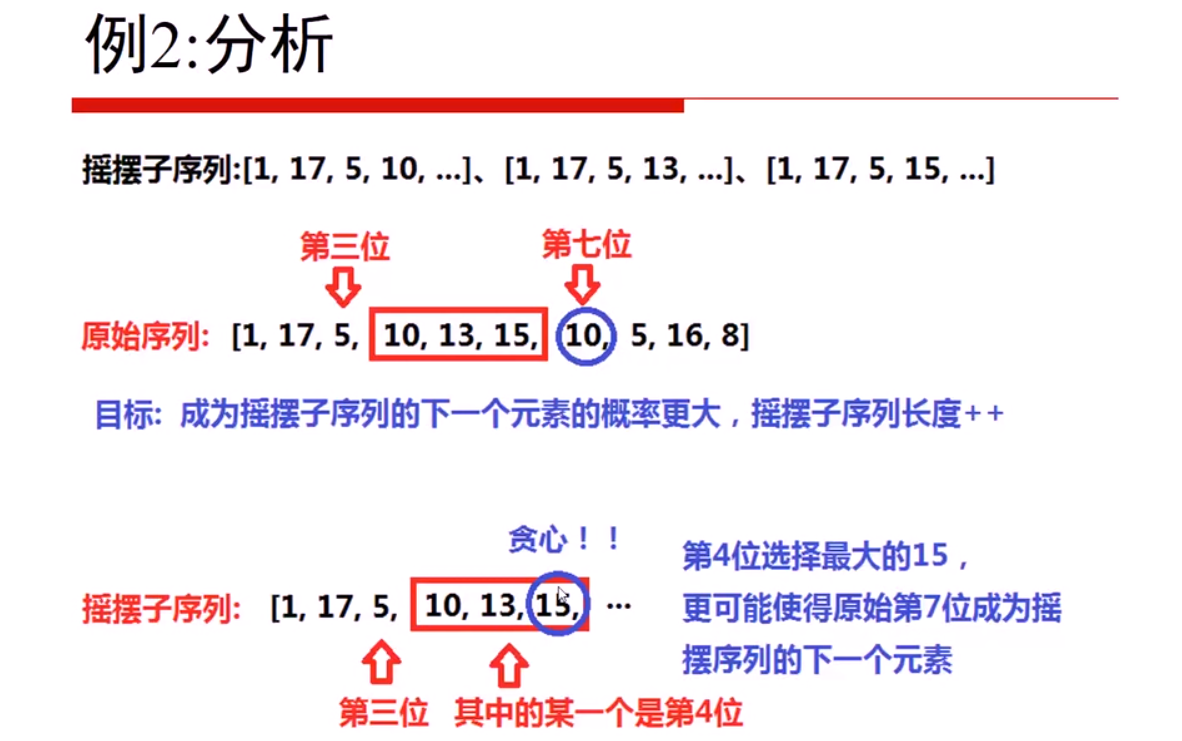 例2:分析
摇摆子序列:[1, 17, 5, 10, ...]、[1, 17, 5, 13, ...]、[1, 17, 5, 15, ...]
第三位 第七位
原始序列: [1, 17, 5, 10, 13, 15, 10, 5, 16, 8]
目标: 成为摇摆子序列的下一个元素的概率更大，摇摆子序列长度++
贪心！！
第4位选择最大的15，
摇摆子序列: [1, 17, 5, 10, 13, 15, ...
更可能使得原始第7位成为摇
摆序列的下一个元素
第三位 其中的某一个是第4位